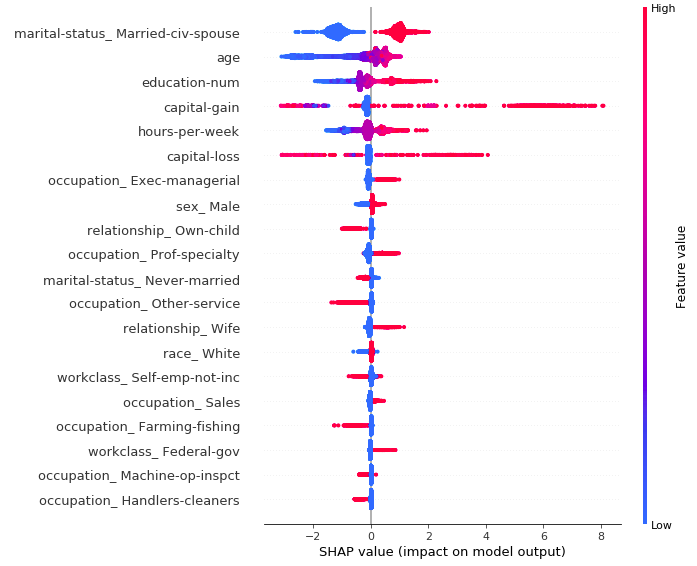 High
marital-status_ Married-civ-spouse
age
education-num
capital-gain
hours-per-week
capital-loss
occupation_ Exec-managerial
sex_ Male
relationship_ Own-child
occupation_ Prof-specialty
marital-status_ Never-married
occupation_ Other-service
relationship_ Wife
race_ White
workclass_ Self-emp-not-inc
occupation_ Sales
occupation_ Farming-fishing
workclass_ Federal-gov
occupation_ Machine-op-inspct
occupation_ Handlers-cleaners
Feature value
Low
−2 0 2 4 6 8
SHAP value (impact on model output)